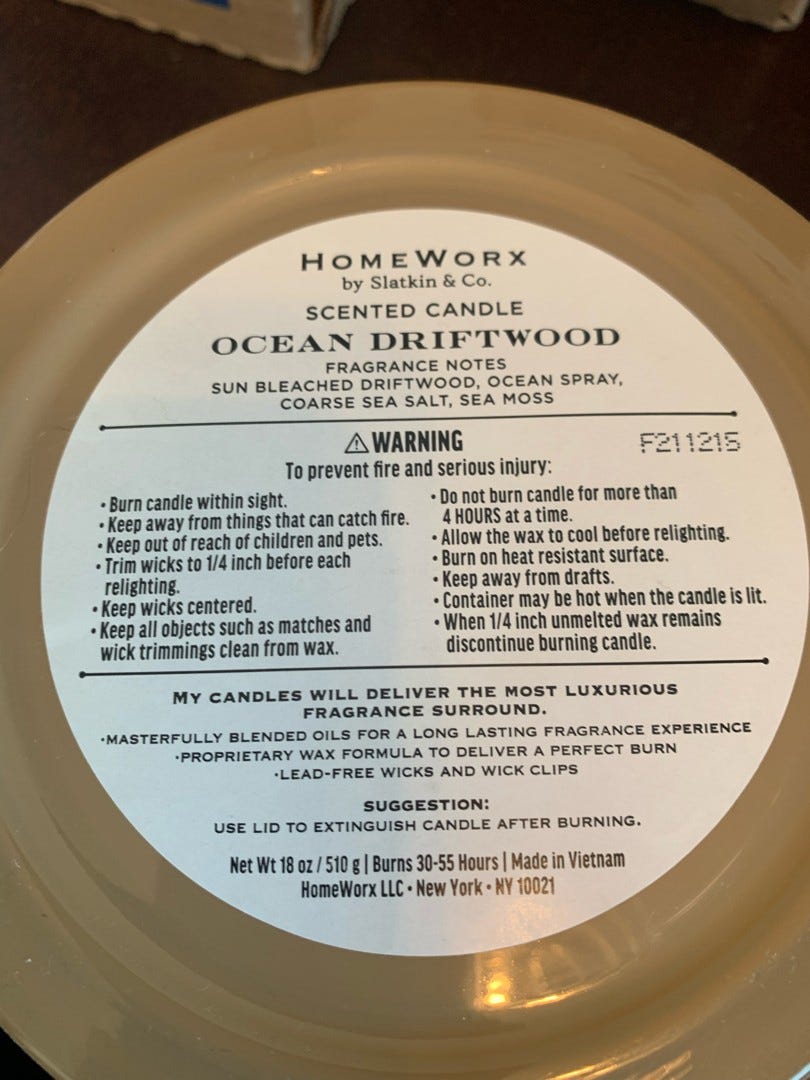 HOMEWORX
by Slatkin & Co.
SCENTED CANDLE
OCEAN DRIFTWOOD
FRAGRANCE NOTES
SUN BLEACHED DRIFTWOOD, OCEAN SPRAY,
COARSE SEA SALT, SEA MOSS
⚠ WARNING
F211215
To prevent fire and serious injury:
• Burn candle within sight.
• Keep away from things that can catch fire.
• Keep out of reach of children and pets.
• Trim wicks to 1/4 inch before each
relighting.
• Keep wicks centered.
• Keep all objects such as matches and
wick trimmings clean from wax.
• Do not burn candle for more than
4 HOURS at a time.
• Allow the wax to cool before relighting.
• Burn on heat resistant surface.
• Keep away from drafts.
• Container may be hot when the candle is lit.
• When 1/4 inch unmelted wax remains
discontinue burning candle.
MY CANDLES WILL DELIVER THE MOST LUXURIOUS
FRAGRANCE SURROUND.
•MASTERFULLY BLENDED OILS FOR A LONG LASTING FRAGRANCE EXPERIENCE
•PROPRIETARY WAX FORMULA TO DELIVER A PERFECT BURN
•LEAD-FREE WICKS AND WICK CLIPS
SUGGESTION:
USE LID TO EXTINGUISH CANDLE AFTER BURNING.
Net Wt 18 oz / 510 g | Burns 30-55 Hours | Made in Vietnam
HomeWorx LLC • New York • NY 10021